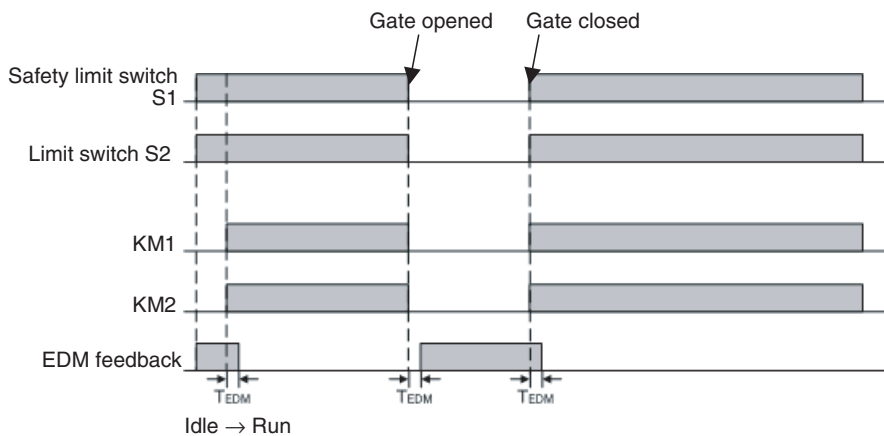 Gate opened
Gate closed
Safety limit switch
S1
Limit switch S2
KM1
KM2
EDM feedback
TEDM
TEDM
TEDM
Idle → Run